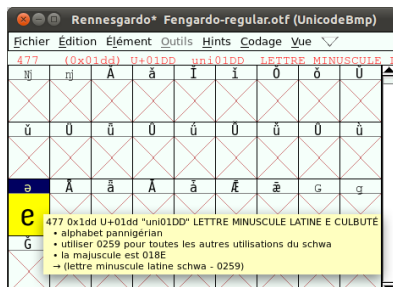 Rennesgardo* Fengardo-regular.otf (UnicodeBmp)
Fichier Édition Élément Outils Hints Codage Vue
477 (0x01dd) U+01DD uni01DD LETTRE MINUSCULE
ǋ ǌ Ǎ ǎ Ǐ ǐ Ǒ ǒ Ǔ
ǔ Ǖ ǖ Ǘ ǘ Ǚ ǚ Ǜ ǜ
ǝ Ǟ ǟ Ǡ ǡ Ǣ ǣ Ǥ ǥ
ǝ
477 0x1dd U+01dd "uni01DD" LETTRE MINUSCULE LATINE E CULBUTÉ
• alphabet pannigérian
• utiliser 0259 pour toutes les autres utilisations du schwa
• la majuscule est 018E
→ (lettre minuscule latine schwa - 0259)
Ǧ